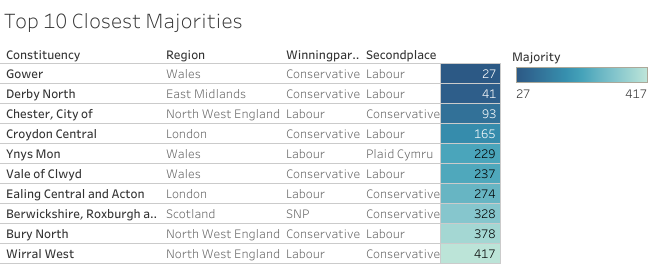 Top 10 Closest Majorities
Constituency Region Winningpar.. Secondplace
Gower Wales Conservative Labour 27
Derby North East Midlands Conservative Labour 41
Chester, City of North West England Labour Conservative 93
Croydon Central London Conservative Labour 165
Ynys Mon Wales Labour Plaid Cymru 229
Vale of Clwyd Wales Conservative Labour 237
Ealing Central and Acton London Labour Conservative 274
Berwickshire, Roxburgh a.. Scotland SNP Conservative 328
Bury North North West England Conservative Labour 378
Wirral West North West England Labour Conservative 417
Majority
27 417